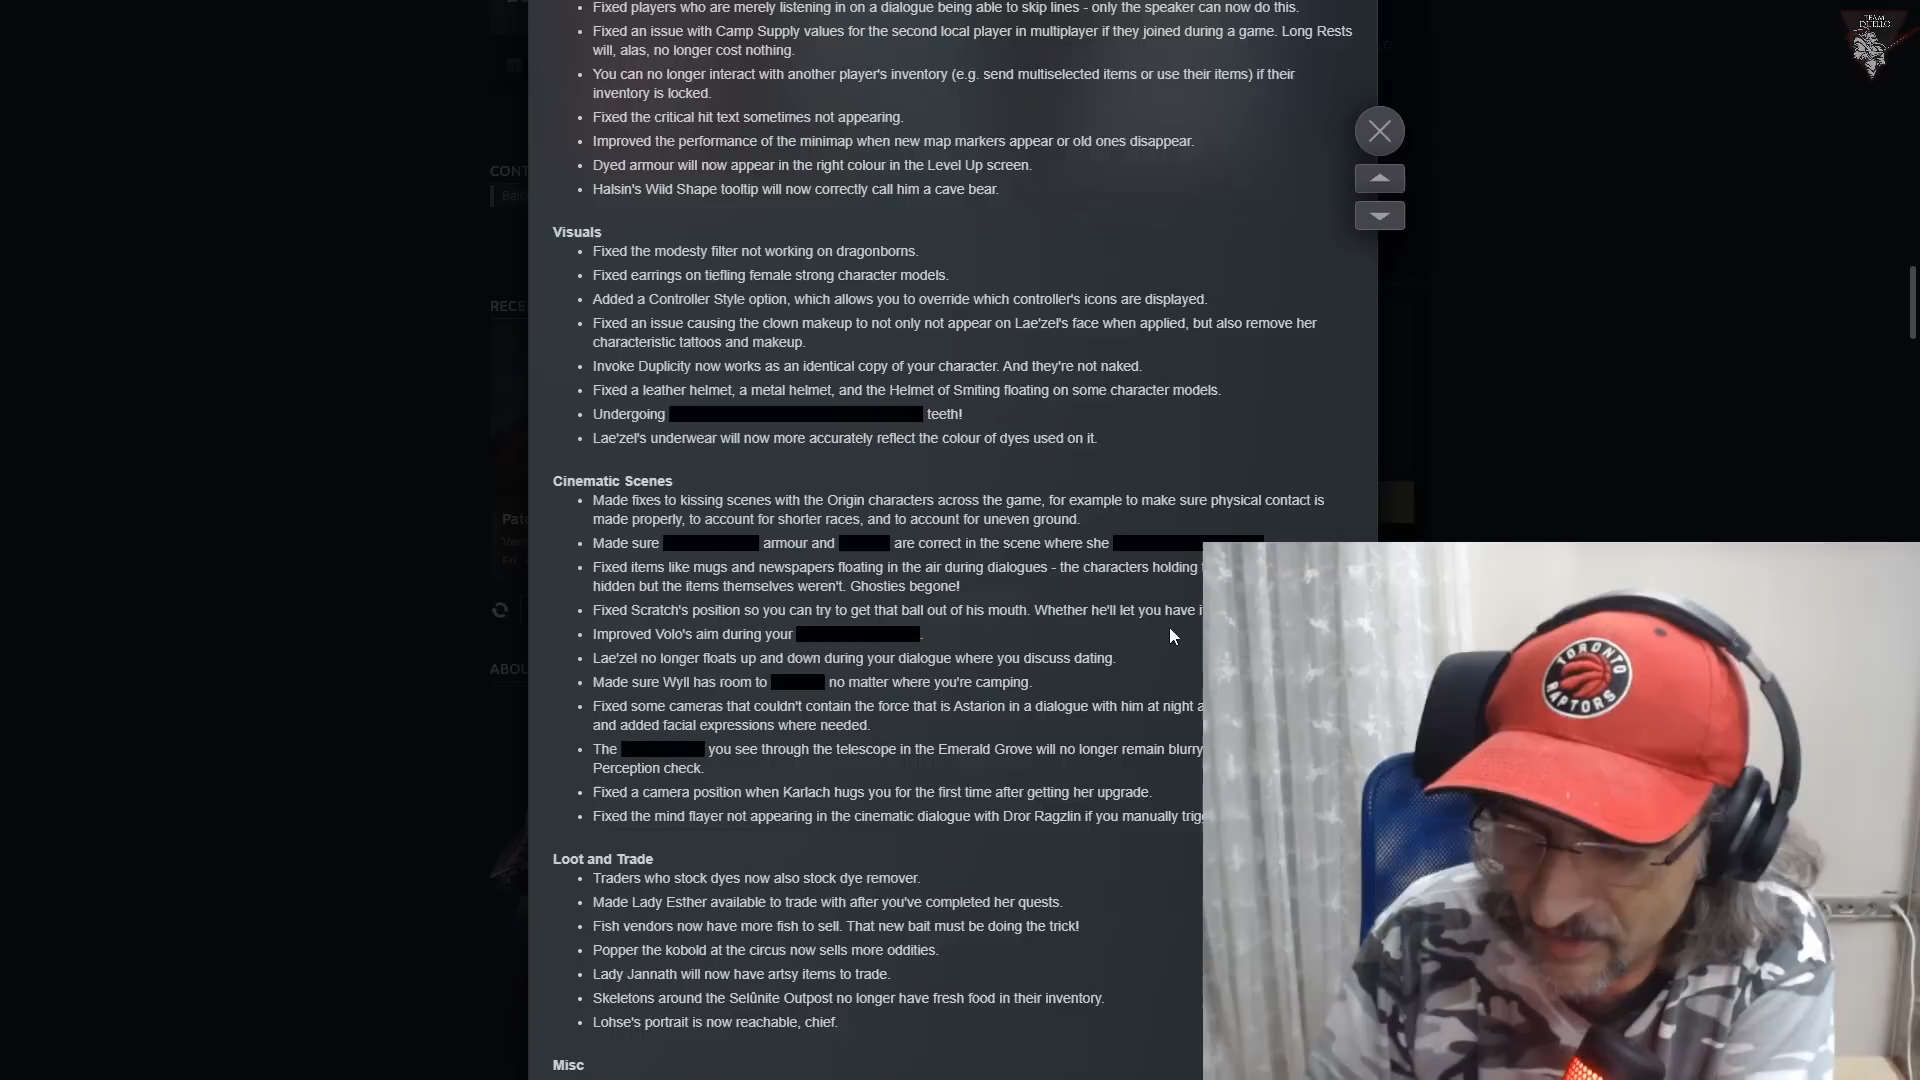 TEAM
DUELLO
Fixed players who are merely listening in on a dialogue being able to skip lines - only the speaker can now do this.
Fixed an issue with Camp Supply values for the second local player in multiplayer if they joined during a game. Long Rests
will, alas, no longer cost nothing.
You can no longer interact with another player's inventory (e.g. send multiselected items or use their items) if their
inventory is locked.
Fixed the critical hit text sometimes not appearing.
Improved the performance of the minimap when new map markers appear or old ones disappear.
Dyed armour will now appear in the right colour in the Level Up screen.
Halsin's Wild Shape tooltip will now correctly call him a cave bear.
CONT
Visuals
Fixed the modesty filter not working on dragonborns.
Fixed earrings on tiefling female strong character models.
Added a Controller Style option, which allows you to override which controller's icons are displayed.
RECE
Fixed an issue causing the clown makeup to not only not appear on Lae'zel's face when applied, but also remove her
characteristic tattoos and makeup.
Invoke Duplicity now works as an identical copy of your character. And they're not naked.
Fixed a leather helmet, a metal helmet, and the Helmet of Smiting floating on some character models.
Undergoing teeth!
Lae'zel's underwear will now more accurately reflect the colour of dyes used on it.
Cinematic Scenes
Made fixes to kissing scenes with the Origin characters across the game, for example to make sure physical contact is
made properly, to account for shorter races, and to account for uneven ground.
Made sure armour and are correct in the scene where she
Fixed items like mugs and newspapers floating in the air during dialogues - the characters holding
hidden but the items themselves weren't. Ghosties begone!
Fixed Scratch's position so you can try to get that ball out of his mouth. Whether he'll let you have
Improved Volo's aim during your .
Lae'zel no longer floats up and down during your dialogue where you discuss dating.
ABOU
Made sure Wyll has room to no matter where you're camping.
Fixed some cameras that couldn't contain the force that is Astarion in a dialogue with him at night
and added facial expressions where needed.
The you see through the telescope in the Emerald Grove will no longer remain blurry
Perception check.
Fixed a camera position when Karlach hugs you for the first time after getting her upgrade.
Fixed the mind flayer not appearing in the cinematic dialogue with Dror Ragzlin if you manually
Loot and Trade
Traders who stock dyes now also stock dye remover.
Made Lady Esther available to trade with after you've completed her quests.
Fish vendors now have more fish to sell. That new bait must be doing the trick!
Popper the kobold at the circus now sells more oddities.
Lady Jannath will now have artsy items to trade.
Skeletons around the Selûnite Outpost no longer have fresh food in their inventory.
Lohse's portrait is now reachable, chief.
Misc
TORONTO
RAPTORS